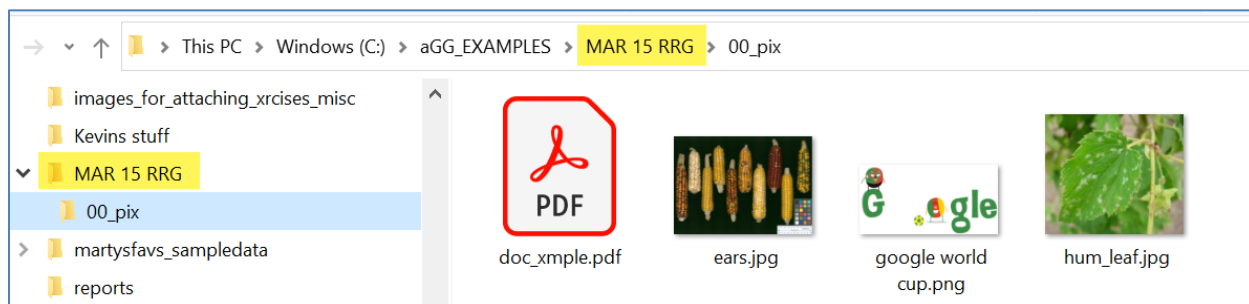 This PC > Windows (C:) > aGG_EXAMPLES > MAR 15 RRG > 00_pix
images_for_attaching_xrcises_misc
Kevins stuff
MAR 15 RRG
00_pix
martysfavs_sampledata
reports
PDF
doc_xmple.pdf
ears.jpg
Google
google world
cup.png
hum_leaf.jpg